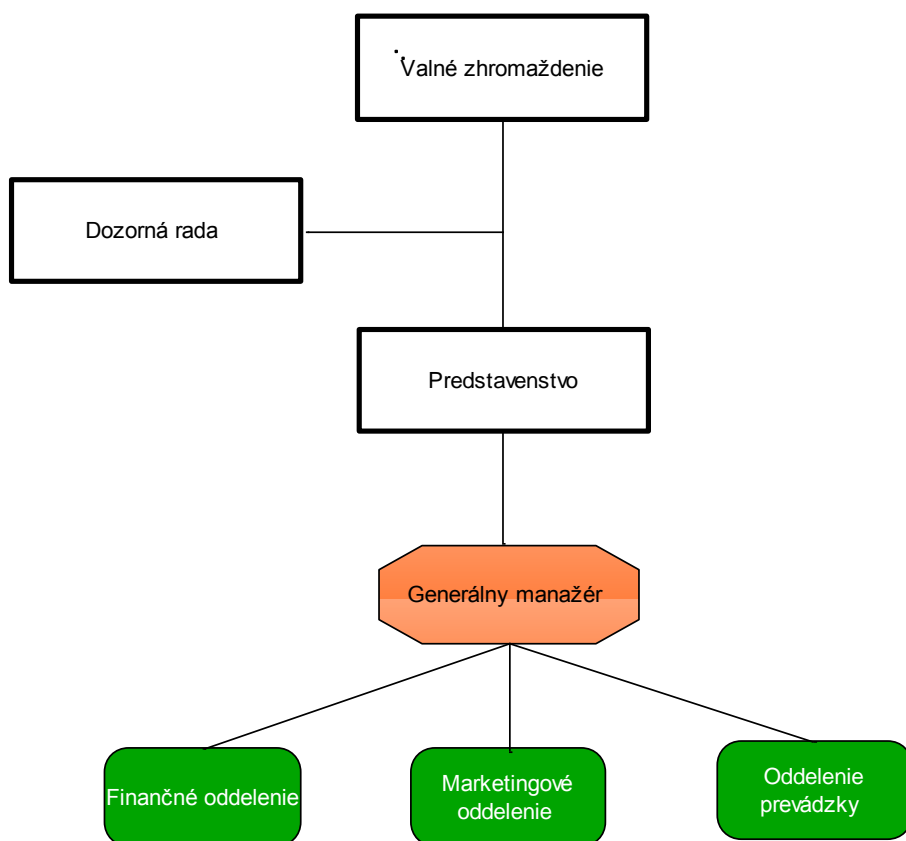 Valné zhromaždenie
Dozorná rada
Predstavenstvo
Generálny manažér
Finančné oddelenie
Marketingové
oddelenie
Oddelenie
prevádzky